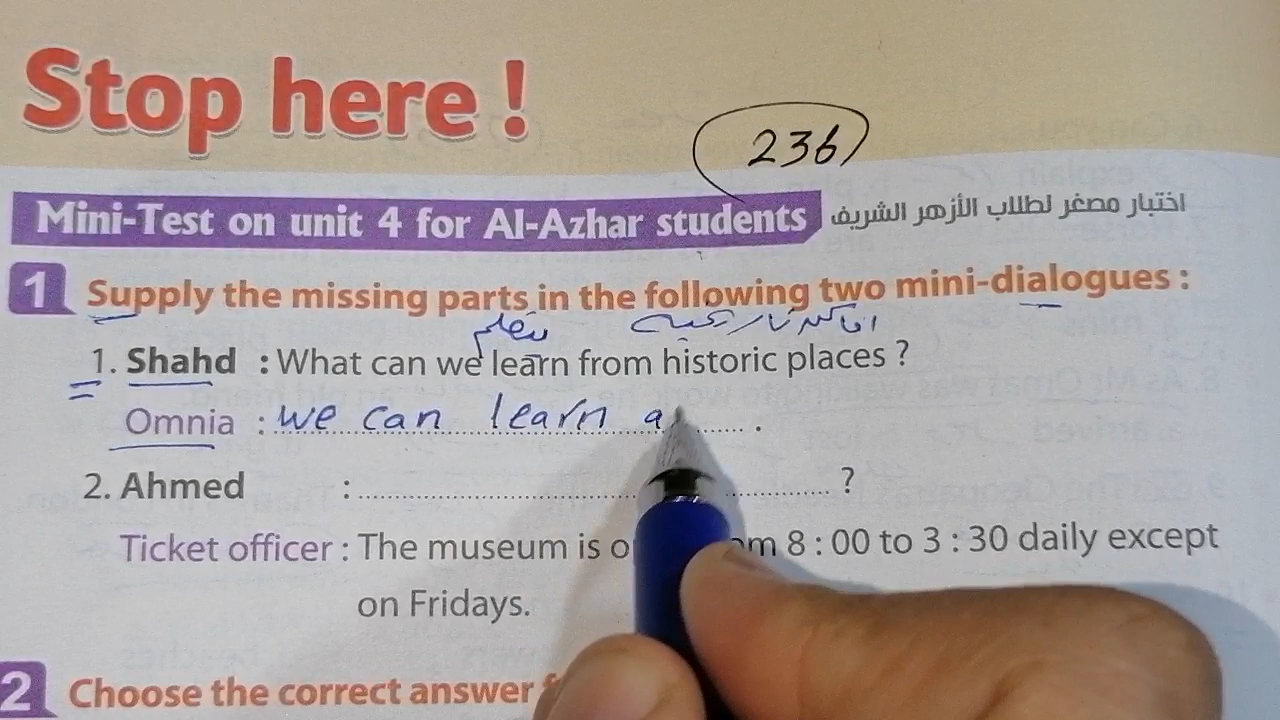 Stop here !
236
Mini-Test on unit 4 for Al-Azhar students اختبار مصغر لطلاب الأزهر الشريف
1 Supply the missing parts in the following two mini-dialogues :
نتعلم اماكن تاريخية
1. Shahd : What can we learn from historic places ?
Omnia : we can learn a .
2. Ahmed : ?
Ticket officer : The museum is 8 : 00 to 3 : 30 daily except
on Fridays.
2 Choose the correct answer